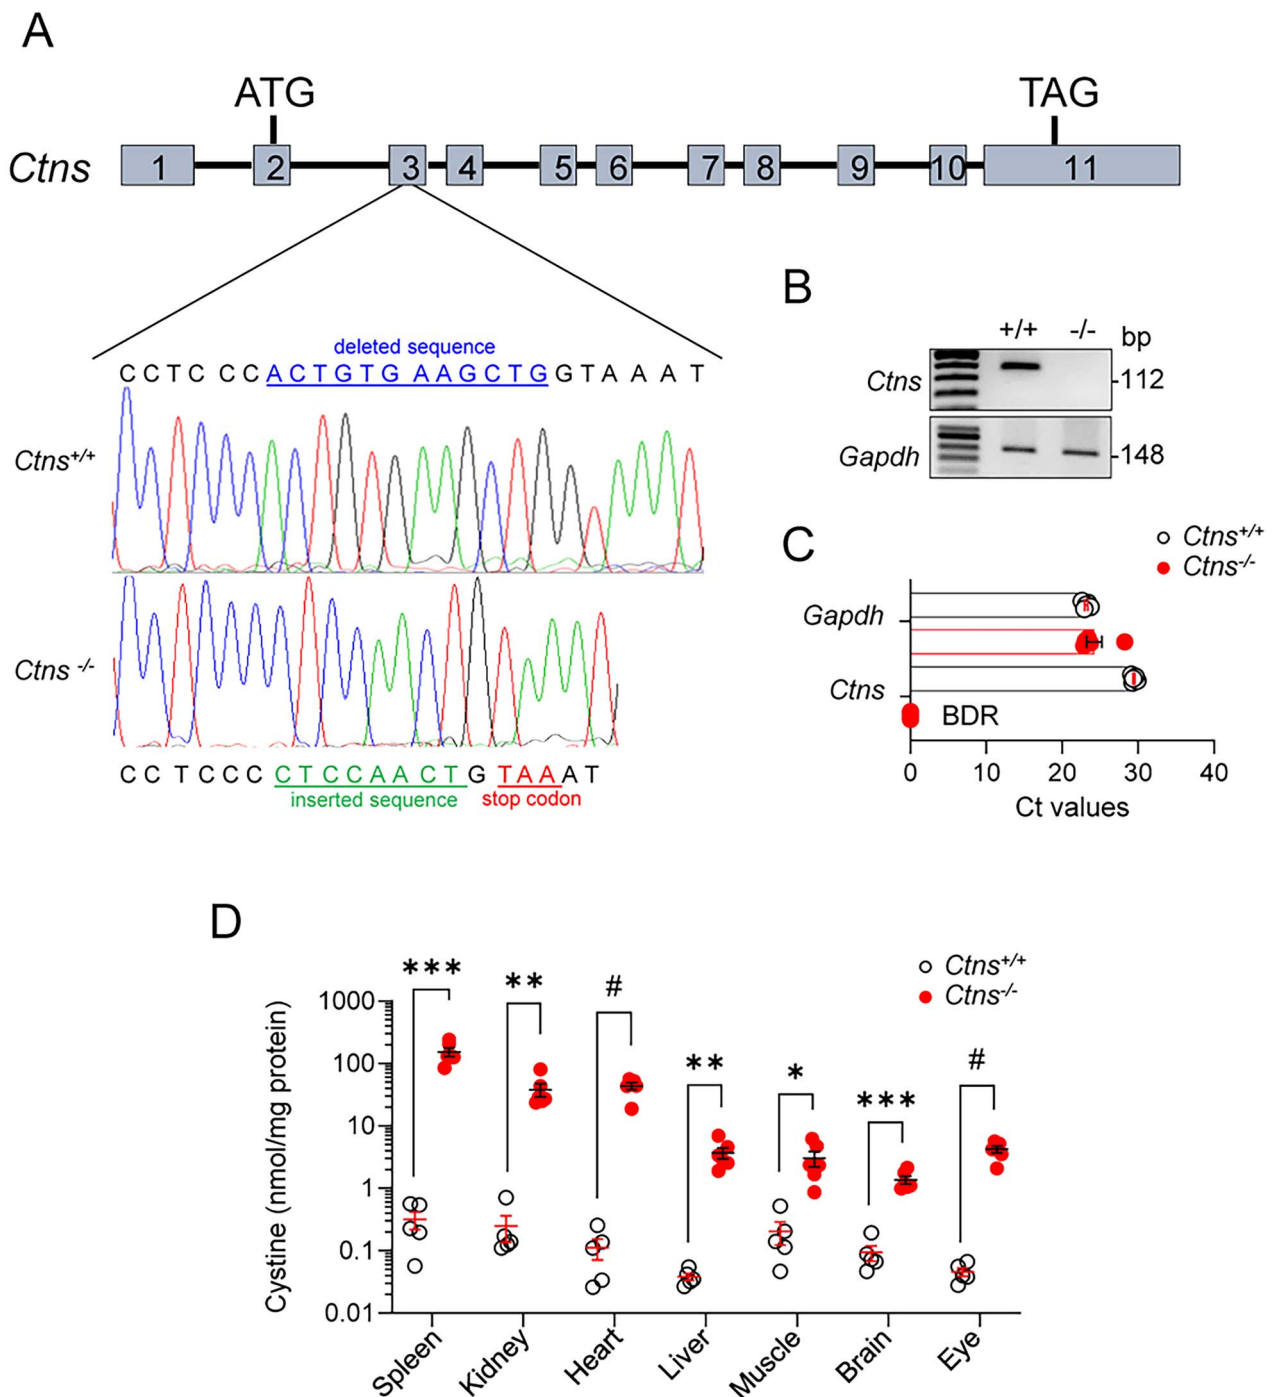 A
ATG
TAG
Ctns
1 2 3 4 5 6 7 8 9 10 11
deleted sequence
CCTCCCACTGTGAAGCTGGTAAAT
Ctns+/+
Ctns -/-
CCTCCCCTCCAACTGTAAAT
inserted sequence
stop codon
B
+/+ -/- bp
Ctns
-112
Gapdh
-148
C
Ctns+/+
Ctns-/-
Gapdh
Ctns
BDR
0 10 20 30 40
Ct values
D
Ctns+/+
Ctns-/-
*** ** # ** * *** #
Cystine (nmol/mg protein)
1000
100
10
1
0.1
0.01
Spleen Kidney Heart Liver Muscle Brain Eye